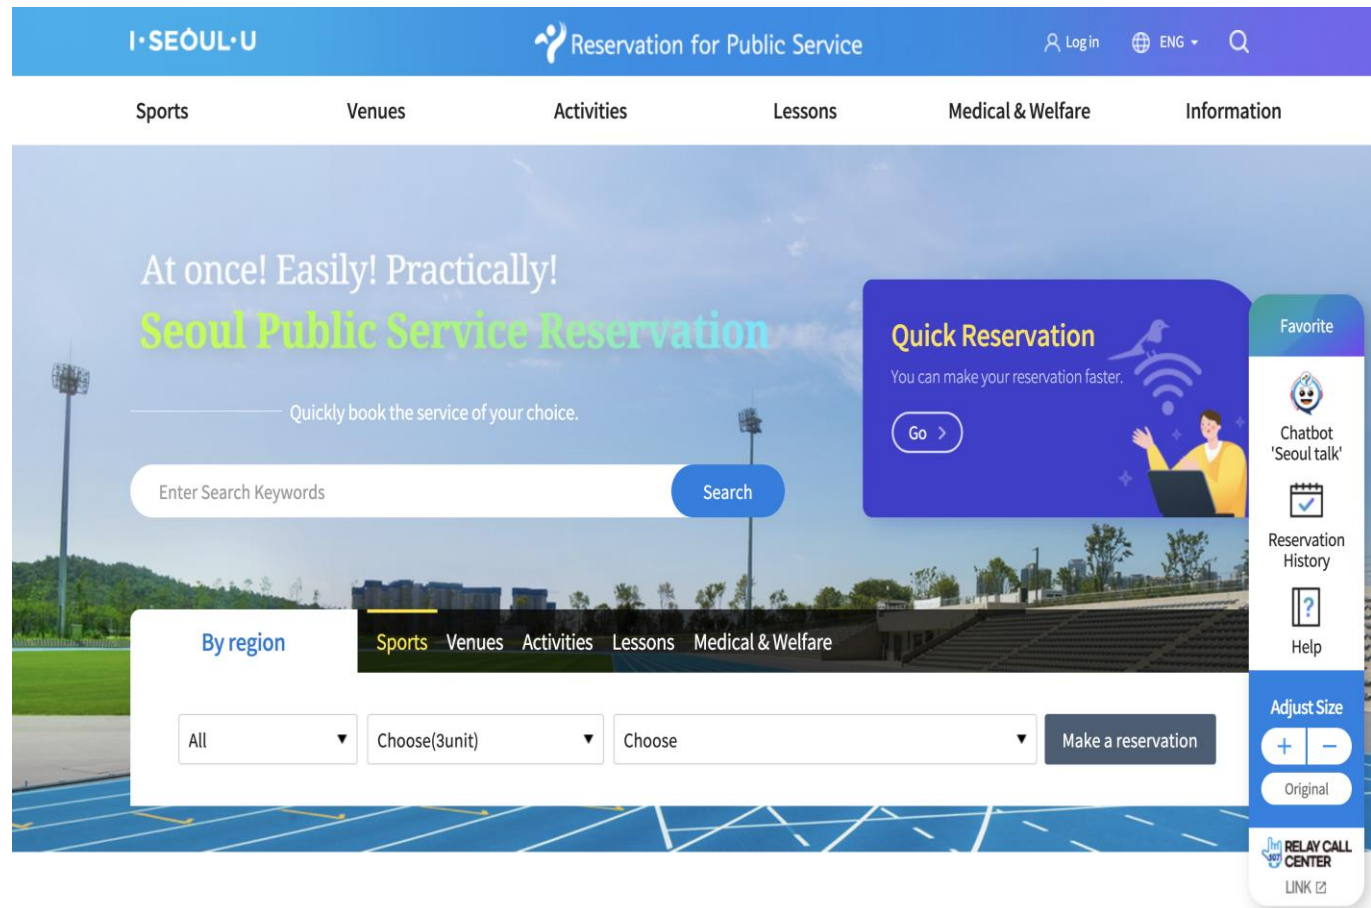 I·SEOUL·U
Reservation for Public Service
Log in
ENG
Sports
Venues
Activities
Lessons
Medical & Welfare
Information
At once! Easily! Practically!
Seoul Public Service Reservation
Quickly book the service of your choice.
Enter Search Keywords
Search
Quick Reservation
You can make your reservation faster.
Go >
By region
Sports
Venues
Activities
Lessons
Medical & Welfare
All
Choose(3unit)
Choose
Make a reservation
Favorite
Chatbot
'Seoul talk'
Reservation
History
Help
Adjust Size
+ −
Original
107 RELAY CALL
CENTER
LINK